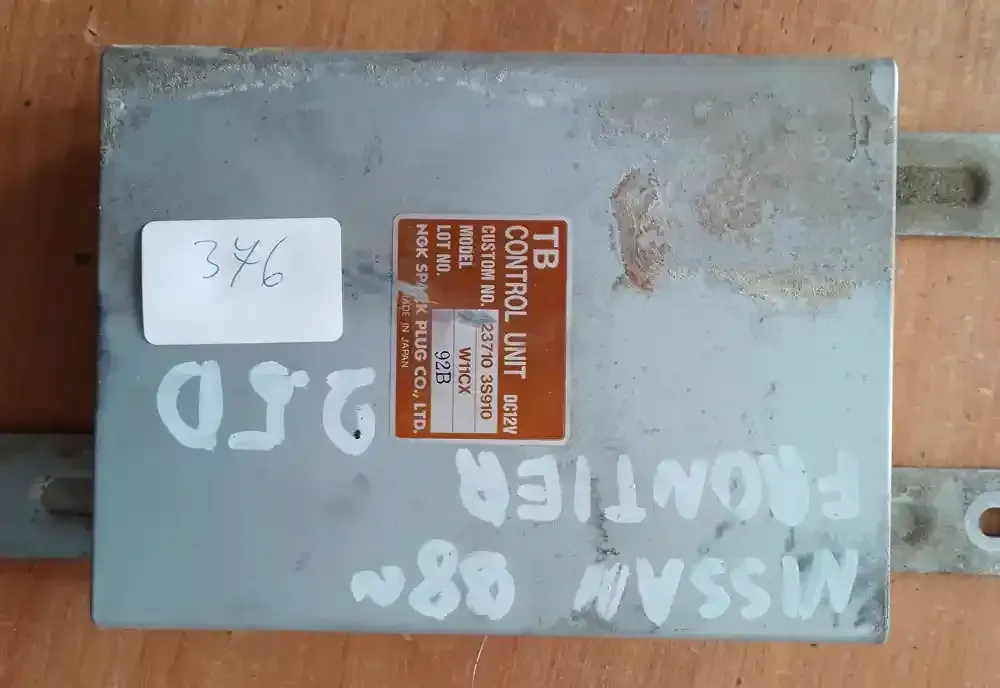 346
TB
CONTROL UNIT DC12V
CUSTOM NO. 23710 3S910
MODEL W11CX
LOT NO. 92B
NGK SPARK PLUG CO., LTD.
MADE IN JAPAN
NISSAN 98~
FRONTIER
2.5D